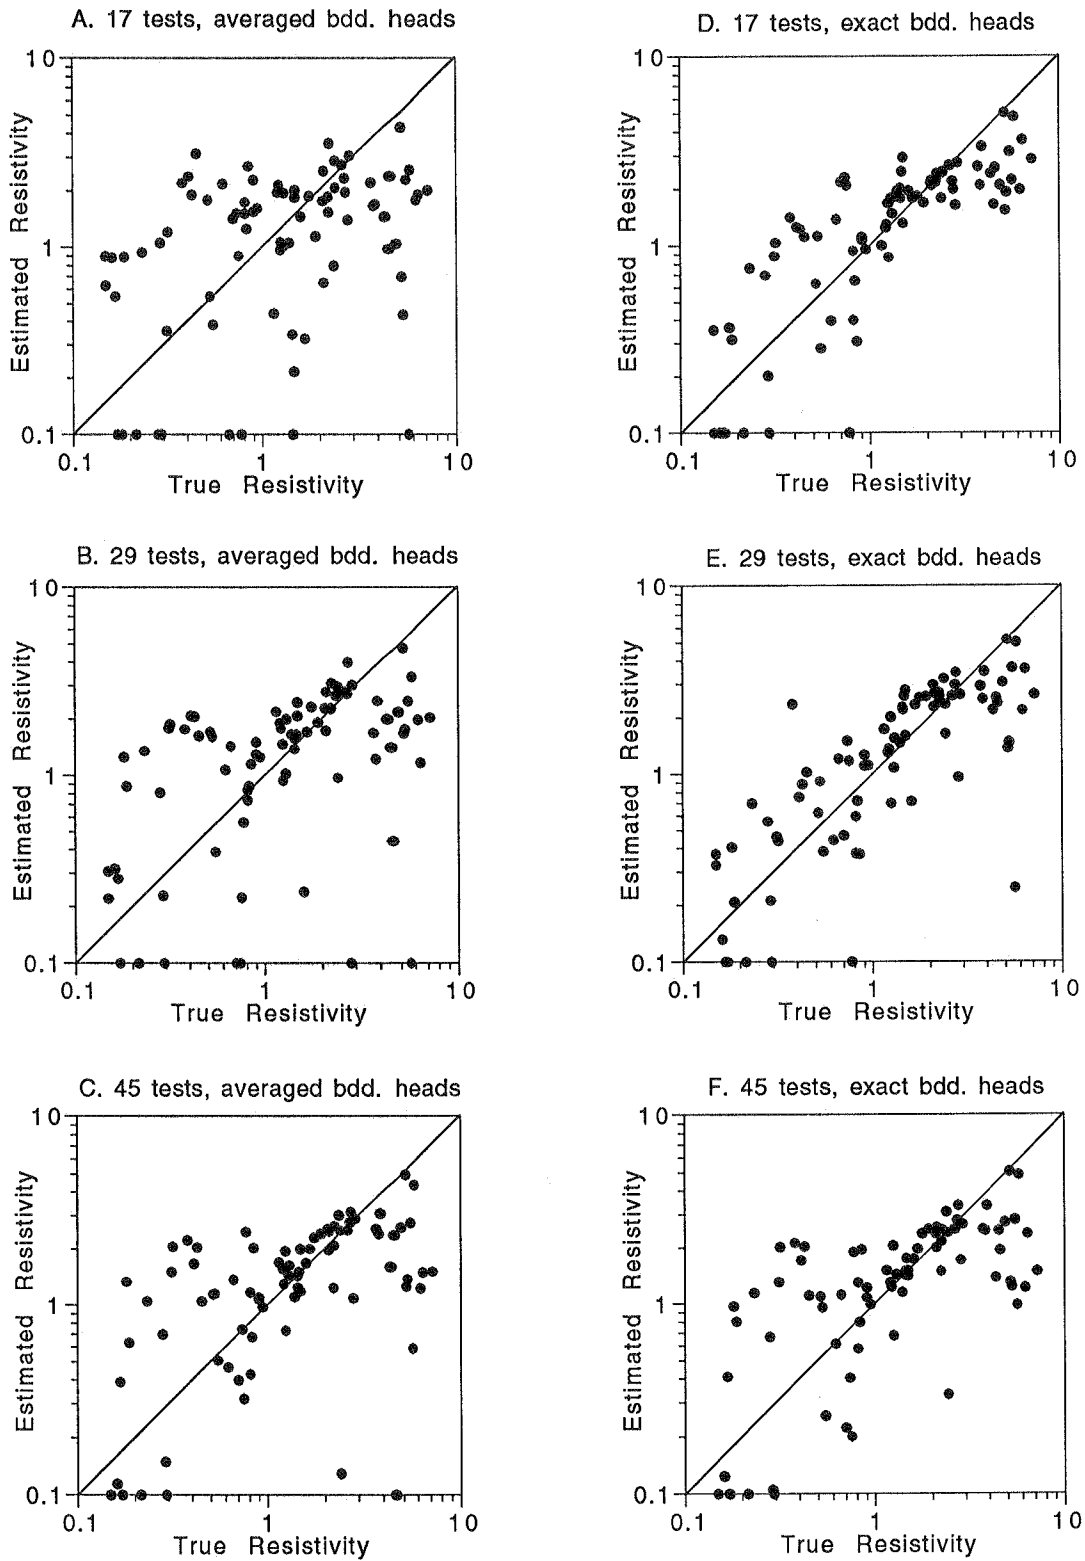 A. 17 tests, averaged bdd. heads
10
1
0.1
Estimated Resistivity
0.1
1
10
True Resistivity
D. 17 tests, exact bdd. heads
10
1
0.1
Estimated Resistivity
0.1
1
10
True Resistivity
B. 29 tests, averaged bdd. heads
10
1
0.1
Estimated Resistivity
0.1
1
10
True Resistivity
E. 29 tests, exact bdd. heads
10
1
0.1
Estimated Resistivity
0.1
1
10
True Resistivity
C. 45 tests, averaged bdd. heads
10
1
0.1
Estimated Resistivity
0.1
1
10
True Resistivity
F. 45 tests, exact bdd. heads
10
1
0.1
Estimated Resistivity
0.1
1
10
True Resistivity